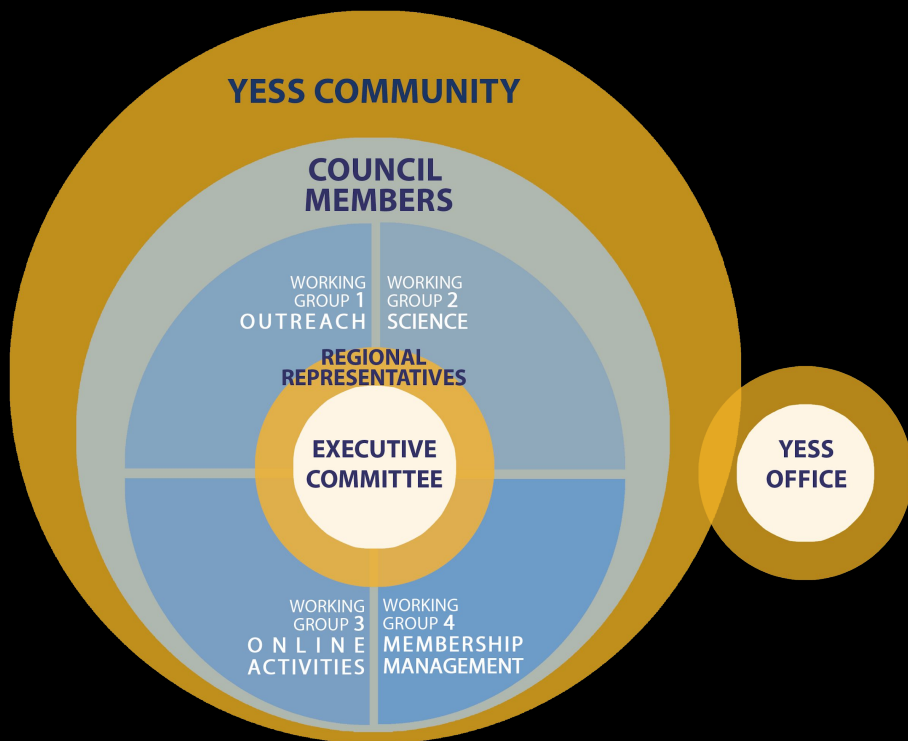 YESS COMMUNITY
COUNCIL
MEMBERS
WORKING
GROUP 1
OUTREACH
WORKING
GROUP 2
SCIENCE
REGIONAL
REPRESENTATIVES
EXECUTIVE
COMMITTEE
YESS
OFFICE
WORKING
GROUP 3
ONLINE
ACTIVITIES
WORKING
GROUP 4
MEMBERSHIP
MANAGEMENT